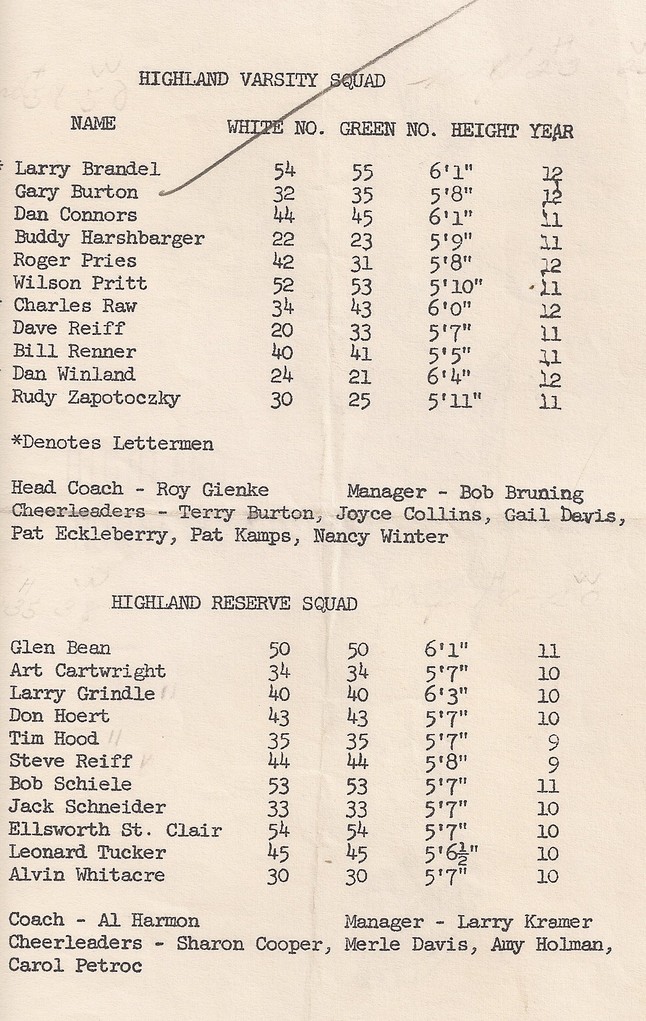 HIGHLAND VARSITY SQUAD
NAME WHITE NO. GREEN NO. HEIGHT YEAR
* Larry Brandel 54 55 6'1" 12
Gary Burton 32 35 5'8" 12
Dan Connors 44 45 6'1" 11
Buddy Harshbarger 22 23 5'9" 11
Roger Pries 42 31 5'8" 12
Wilson Pritt 52 53 5'10" 11
Charles Raw 34 43 6'0" 12
Dave Reiff 20 33 5'7" 11
Bill Renner 40 41 5'5" 11
Dan Winland 24 21 6'4" 12
Rudy Zapotoczky 30 25 5'11" 11
*Denotes Lettermen
Head Coach - Roy Gienke Manager - Bob Bruning
Cheerleaders - Terry Burton, Joyce Collins, Gail Davis,
Pat Eckleberry, Pat Kamps, Nancy Winter
HIGHLAND RESERVE SQUAD
Glen Bean 50 50 6'1" 11
Art Cartwright 34 34 5'7" 10
Larry Grindle 40 40 6'3" 10
Don Hoert 43 43 5'7" 10
Tim Hood 35 35 5'7" 9
Steve Reiff 44 44 5'8" 9
Bob Schiele 53 53 5'7" 11
Jack Schneider 33 33 5'7" 10
Ellsworth St. Clair 54 54 5'7" 10
Leonard Tucker 45 45 5'6½" 10
Alvin Whitacre 30 30 5'7" 10
Coach - Al Harmon Manager - Larry Kramer
Cheerleaders - Sharon Cooper, Merle Davis, Amy Holman,
Carol Petroc